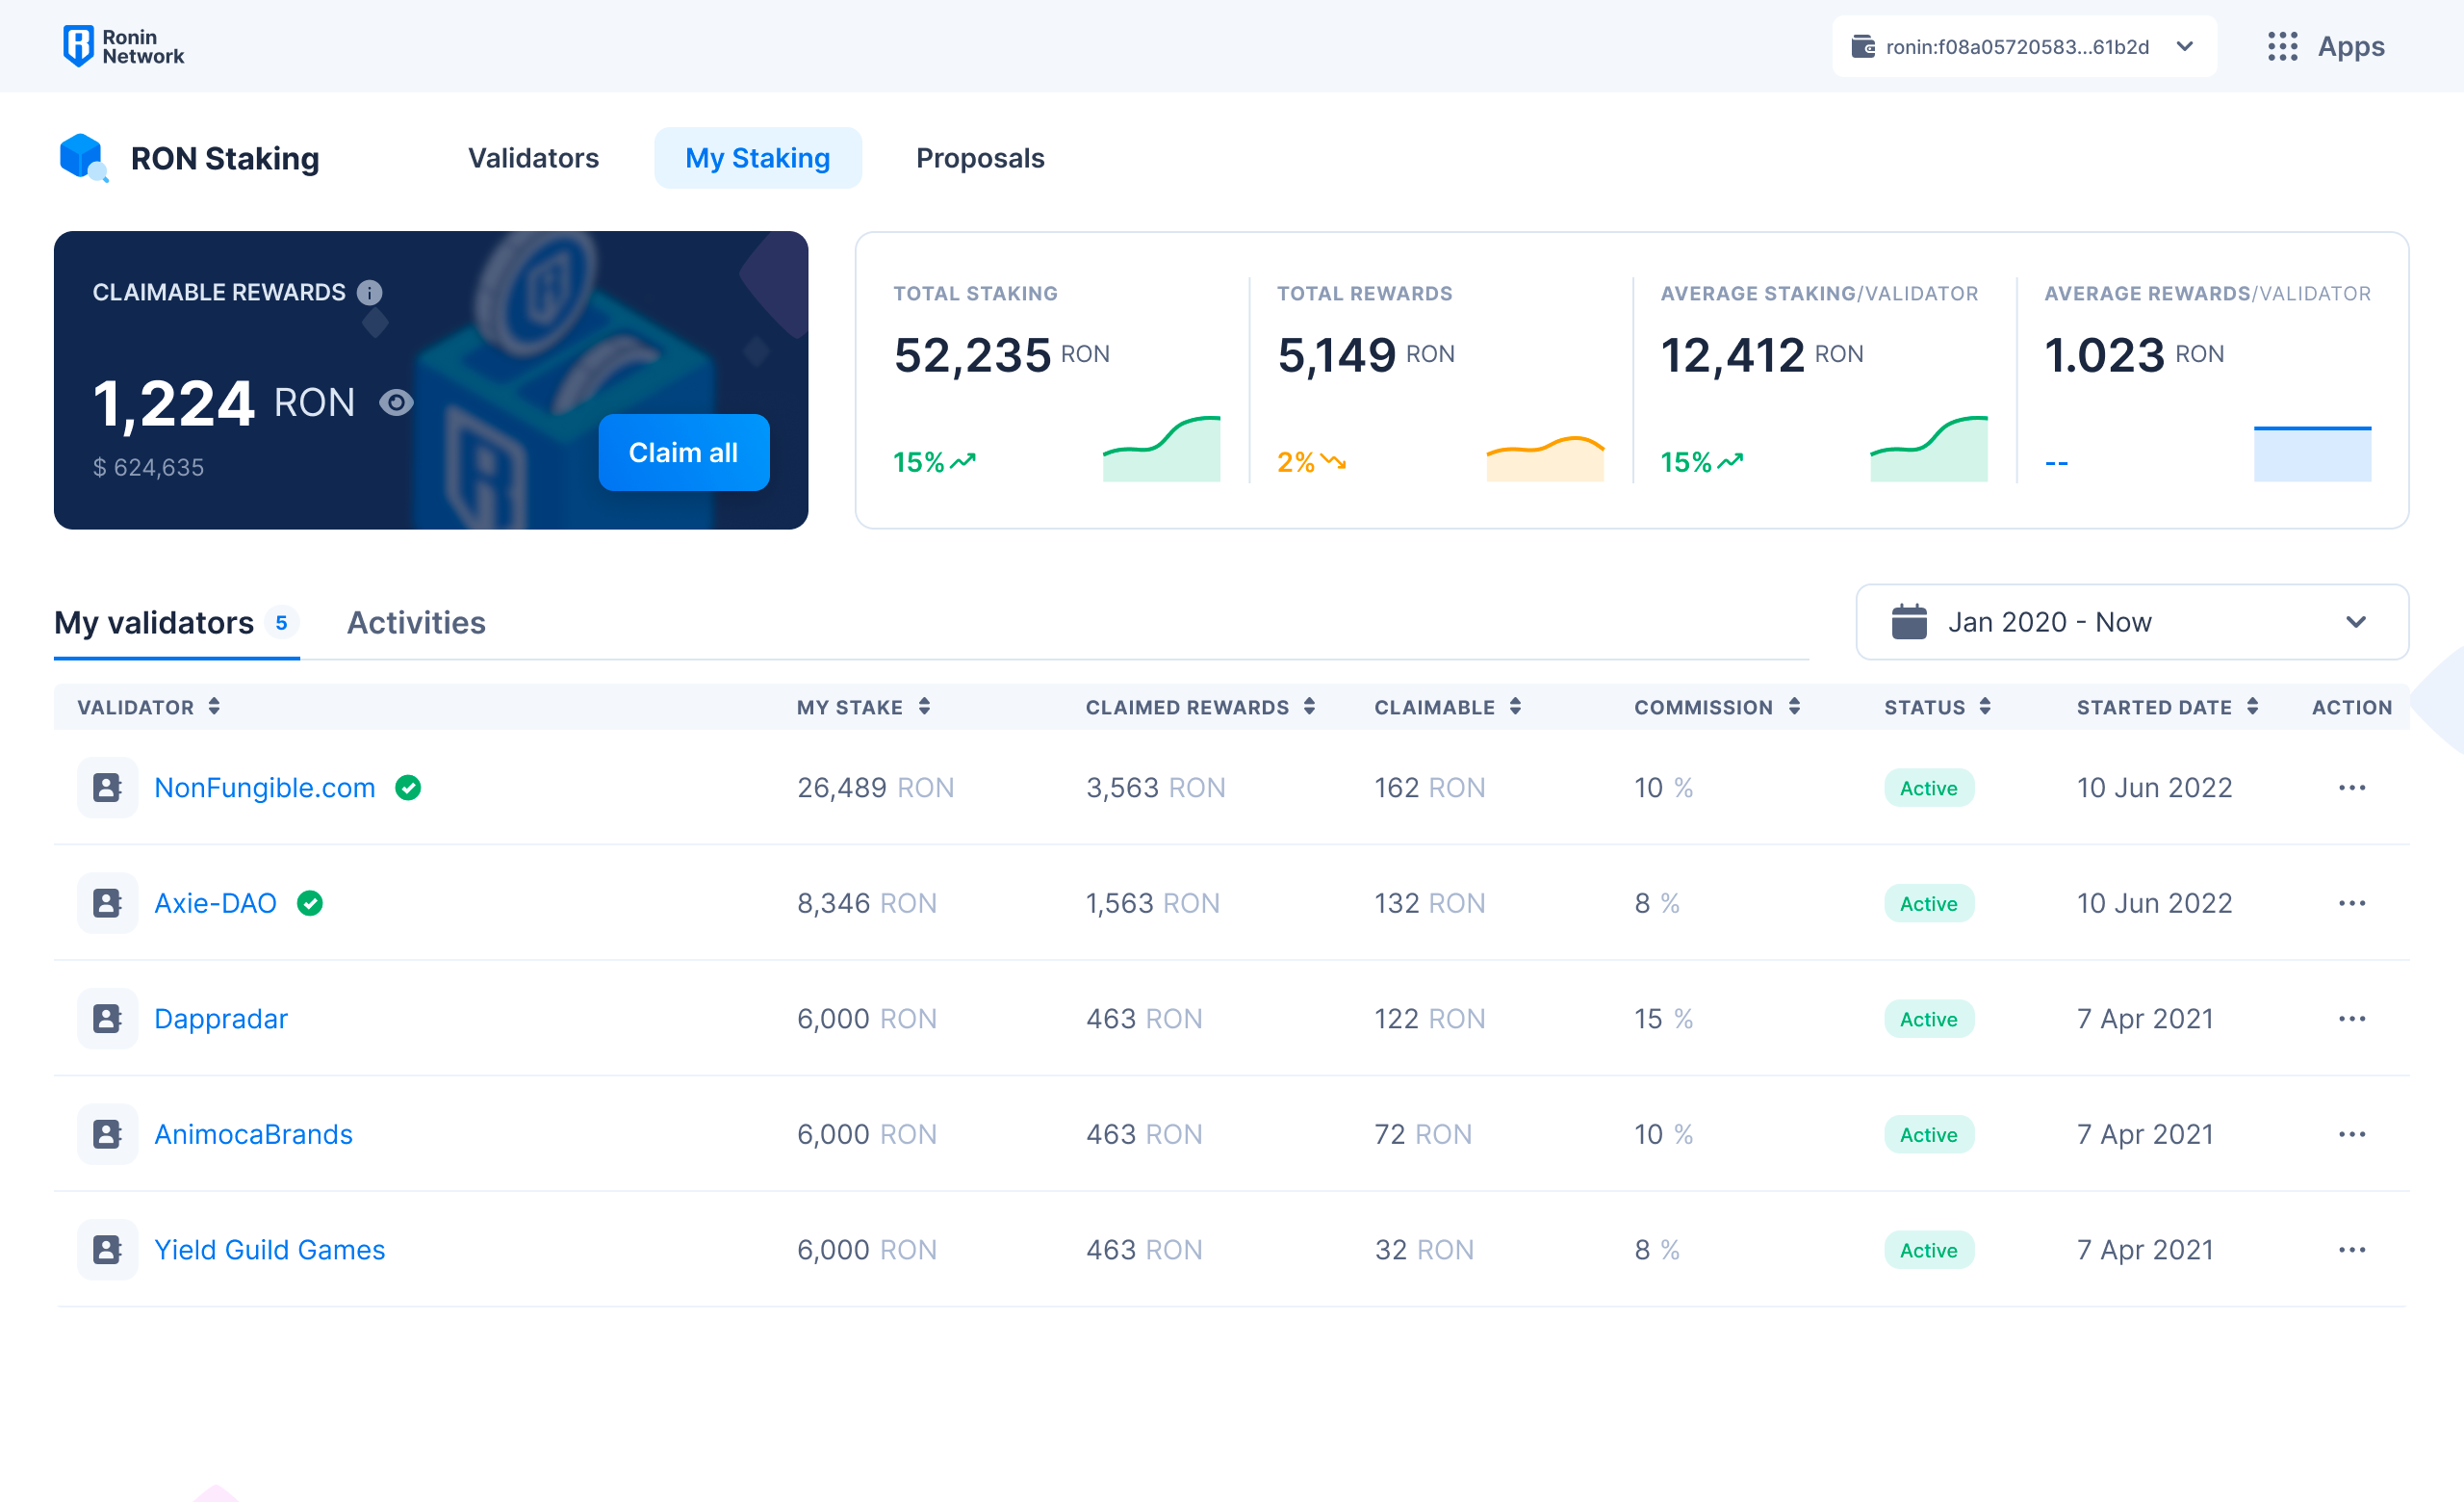 Ronin
Network
ronin:f08a05720583...61b2d
Apps
RON Staking
Validators
My Staking
Proposals
CLAIMABLE REWARDS
1,224 RON
$ 624,635
Claim all
TOTAL STAKING
52,235 RON
15%
TOTAL REWARDS
5,149 RON
2%
AVERAGE STAKING/VALIDATOR
12,412 RON
15%
AVERAGE REWARDS/VALIDATOR
1.023 RON
--
My validators 5
Activities
Jan 2020 - Now
VALIDATOR MY STAKE CLAIMED REWARDS CLAIMABLE COMMISSION STATUS STARTED DATE ACTION
NonFungible.com 26,489 RON 3,563 RON 162 RON 10 % Active 10 Jun 2022
Axie-DAO 8,346 RON 1,563 RON 132 RON 8 % Active 10 Jun 2022
Dappradar 6,000 RON 463 RON 122 RON 15 % Active 7 Apr 2021
AnimocaBrands 6,000 RON 463 RON 72 RON 10 % Active 7 Apr 2021
Yield Guild Games 6,000 RON 463 RON 32 RON 8 % Active 7 Apr 2021